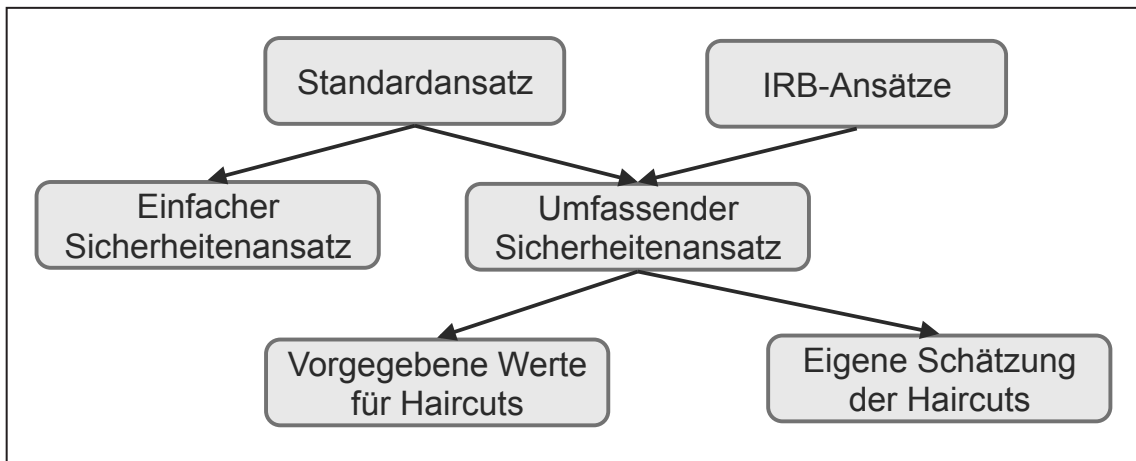 Standardansatz
IRB-Ansätze
Einfacher
Sicherheitenansatz
Umfassender
Sicherheitenansatz
Vorgegebene Werte
für Haircuts
Eigene Schätzung
der Haircuts